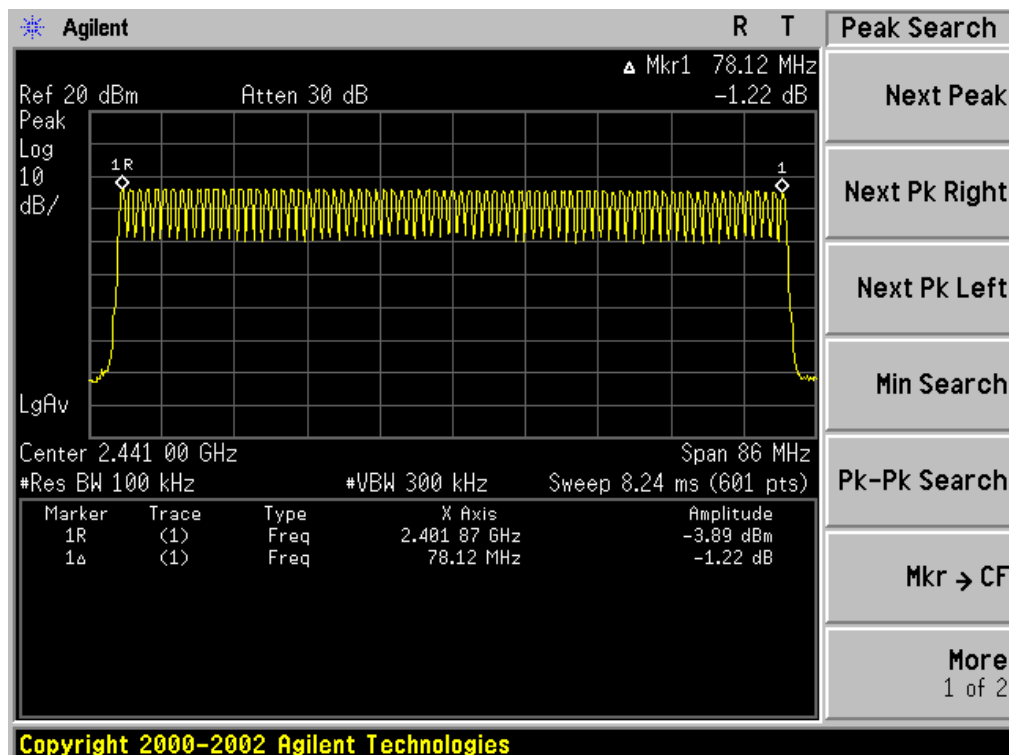 Agilent R T
Peak Search
Δ Mkr1 78.12 MHz
Ref 20 dBm Atten 30 dB -1.22 dB
Peak
Log
10
dB/
1R
1
LgAv
Center 2.441 00 GHz Span 86 MHz
#Res BW 100 kHz #VBW 300 kHz Sweep 8.24 ms (601 pts)
Marker Trace Type X Axis Amplitude
1R (1) Freq 2.401 87 GHz -3.89 dBm
1Δ (1) Freq 78.12 MHz -1.22 dB
Next Peak
Next Pk Right
Next Pk Left
Min Search
Pk-Pk Search
Mkr → CF
More
1 of 2
Copyright 2000-2002 Agilent Technologies